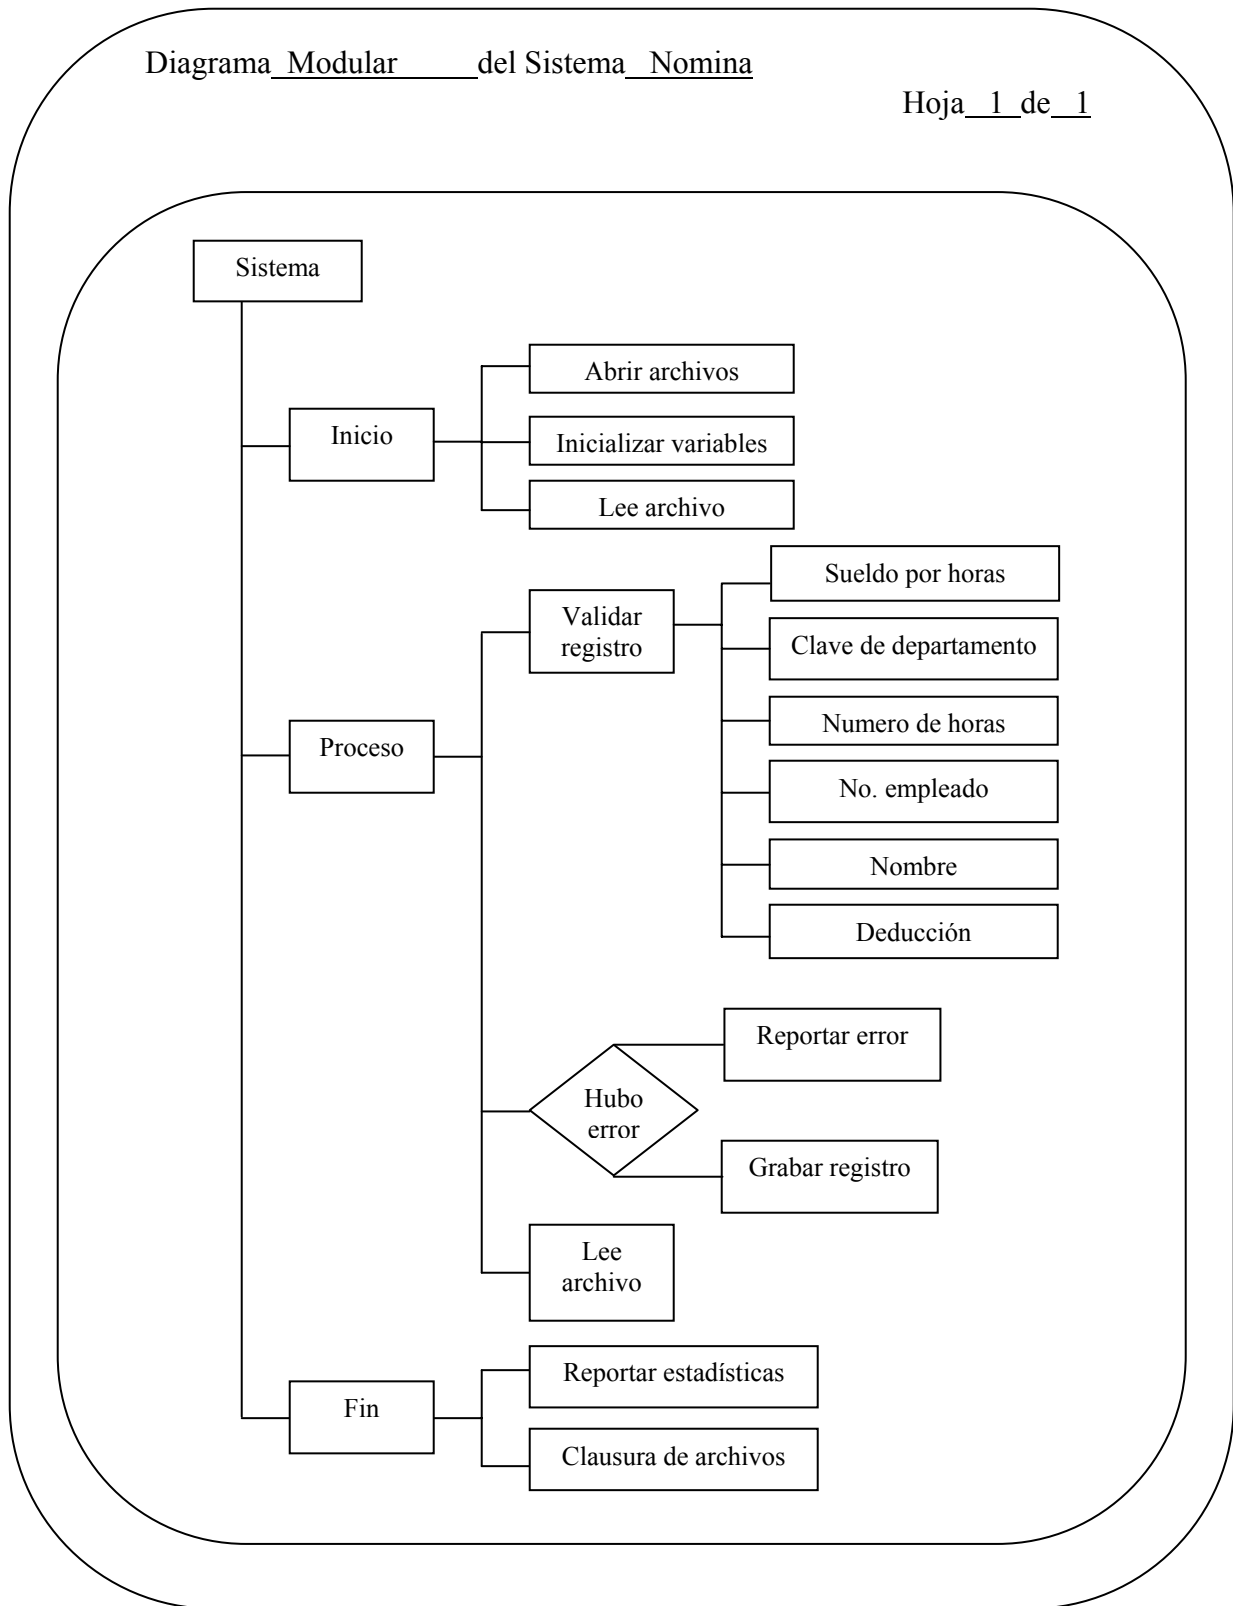 Diagrama Modular del Sistema Nomina
Hoja 1 de 1
Sistema
Inicio
Abrir archivos
Inicializar variables
Lee archivo
Proceso
Validar
registro
Sueldo por horas
Clave de departamento
Numero de horas
No. empleado
Nombre
Deducción
Hubo
error
Reportar error
Grabar registro
Lee
archivo
Fin
Reportar estadísticas
Clausura de archivos